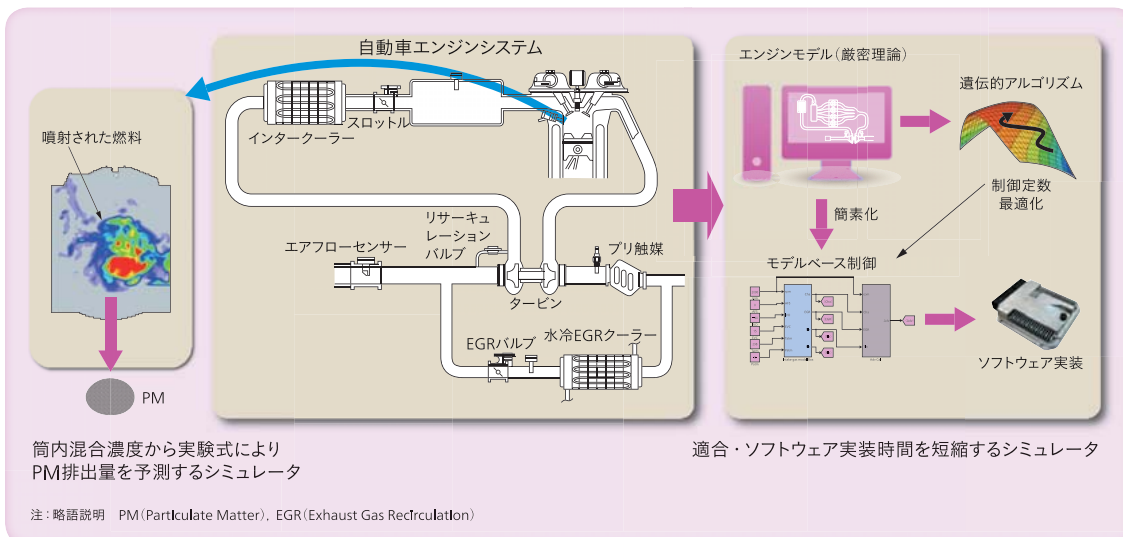 自動車エンジンシステム
インタークーラー
スロットル
エアフローセンサー
リサーキュ
レーション
バルブ
プリ触媒
タービン
EGRバルブ
水冷EGRクーラー
噴射された燃料
PM
筒内混合濃度から実験式により
PM排出量を予測するシミュレータ
エンジンモデル(厳密理論)
遺伝的アルゴリズム
制御定数
最適化
簡素化
モデルベース制御
ソフトウェア実装
適合・ソフトウェア実装時間を短縮するシミュレータ
注:略語説明 PM(Particulate Matter),EGR(Exhaust Gas Recirculation)